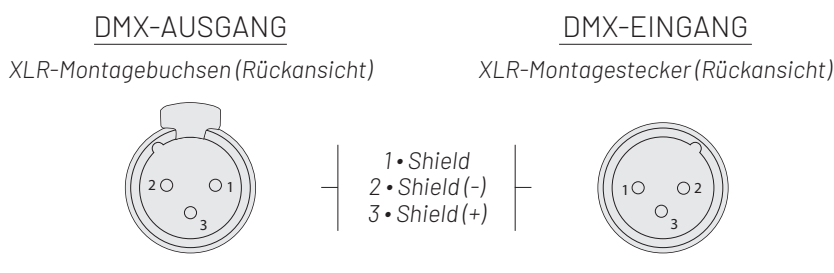 DMX-AUSGANG
XLR-Montagebuchsen (Rückansicht)
2 1
3
1 • Shield
2 • Shield (-)
3 • Shield (+)
DMX-EINGANG
XLR-Montagestecker (Rückansicht)
1 2
3